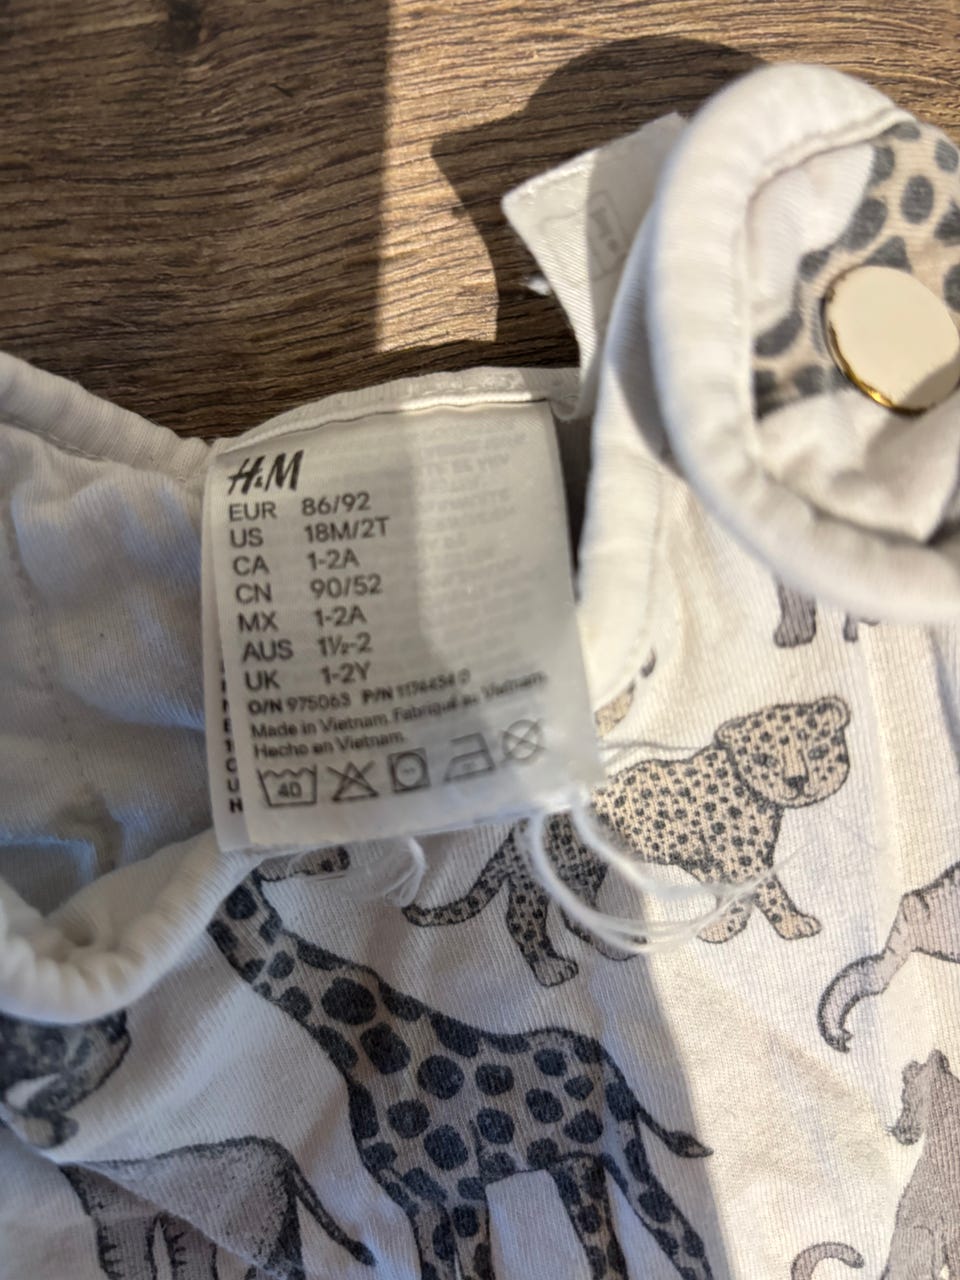 H&M
EUR 86/92
US 18M/2T
CA 1-2A
CN 90/52
MX 1-2A
AUS 1½-2
UK 1-2Y
O/N 975063 P/N 1174434
Made in Vietnam. Fabriqué au Vietnam.
Hecho en Vietnam.
40